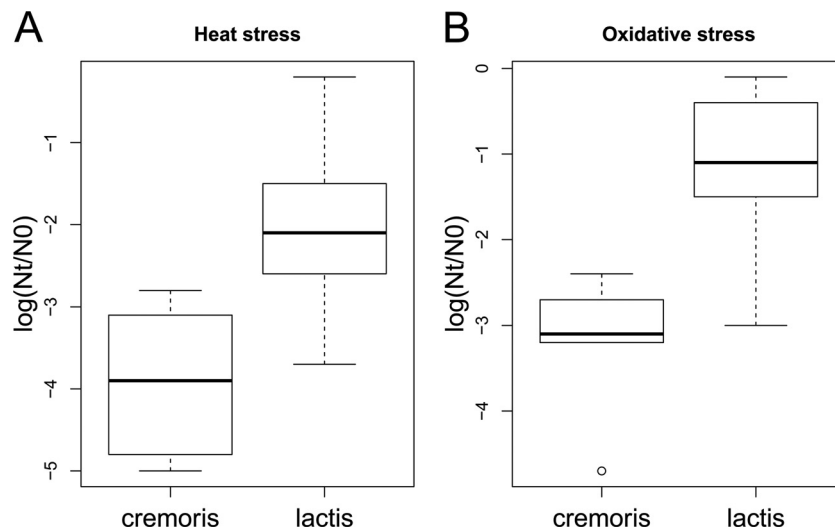 A
Heat stress
log(Nt/N0)
-1
-2
-3
-4
-5
cremoris lactis
B
Oxidative stress
log(Nt/N0)
0
-1
-2
-3
-4
cremoris lactis